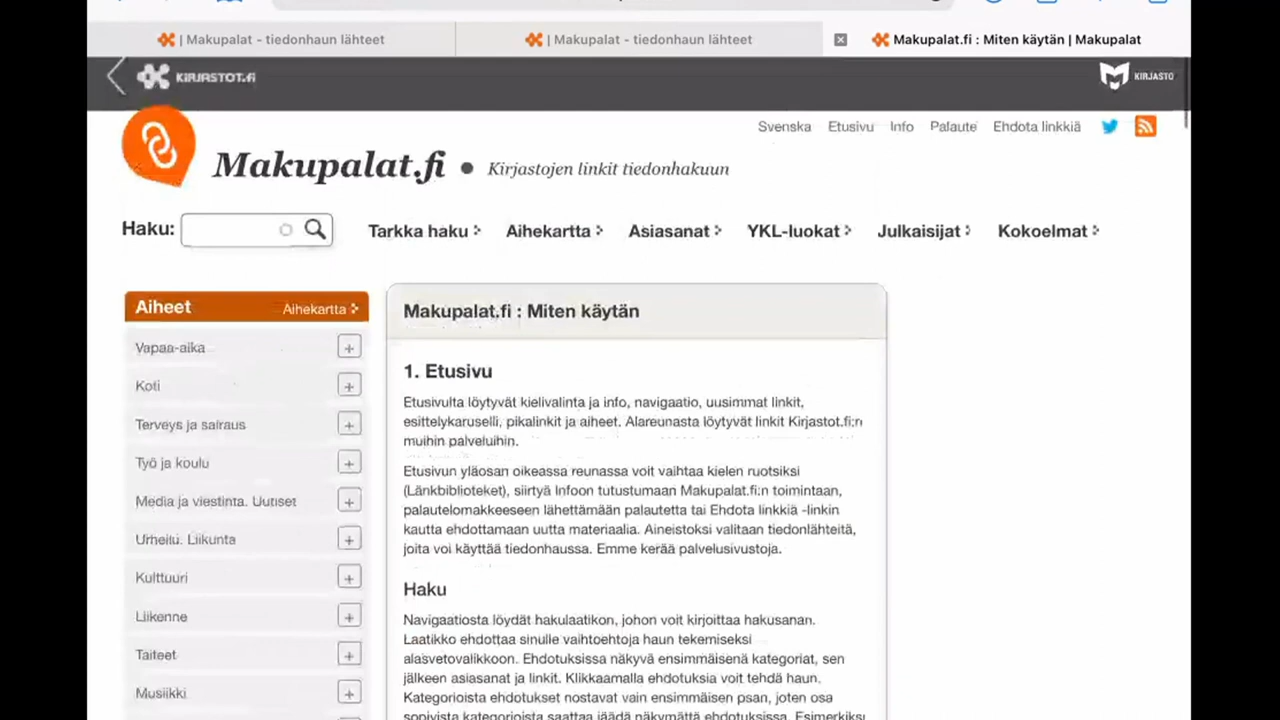 | Makupalat - tiedonhaun lähteet
| Makupalat - tiedonhaun lähteet
Makupalat.fi : Miten käytän | Makupalat
KIRJASTOT.fi
KIRJASTO
Svenska Etusivu Info Palaute Ehdota linkkiä
Makupalat.fi • Kirjastojen linkit tiedonhakuun
Haku: Tarkka haku Aihekartta Asiasanat YKL-luokat Julkaisijat Kokoelmat
Aiheet Aihekartta
Vapaa-aika
Koti
Terveys ja sairaus
Työ ja koulu
Media ja viestinta. Uutiset
Urheilu. Liikunta
Kulttuuri
Liikenne
Taiteet
Musiikki
Makupalat.fi : Miten käytän
1. Etusivu
Etusivulta löytyvät kielivalinta ja info, navigaatio, uusimmat linkit,
esittelykaruselli, pikalinkit ja aiheet. Alareunasta löytyvät linkit Kirjastot.fi:n
muihin palveluihin.
Etusivun yläosan oikeassa reunassa voit vaihtaa kielen ruotsiksi
(Länkbiblioteket), siirtyä Infoon tutustumaan Makupalat.fi:n toimintaan,
palautelomakkeeseen lähettämään palautetta tai Ehdota linkkiä -linkin
kautta ehdottamaan uutta materiaalia. Aineistoksi valitaan tiedonlähteitä,
joita voi käyttää tiedonhaussa. Emme kerää palvelusivustoja.
Haku
Navigaatiosta löydät hakulaatikon, johon voit kirjoittaa hakusanan.
Laatikko ehdottaa sinulle vaihtoehtoja haun tekemiseksi
alasvetovalikkoon. Ehdotuksissa näkyvä ensimmäisenä kategoriat, sen
jälkeen asiasanat ja linkit. Klikkaamalla ehdotuksia voit tehdä haun.
Kategorioista ehdotukset nostavat vain ensimmäisen psan, joten osa
sopivista kategorioista saattaa jäädä näkymättä ehdotuksissa. Esimerkiksi